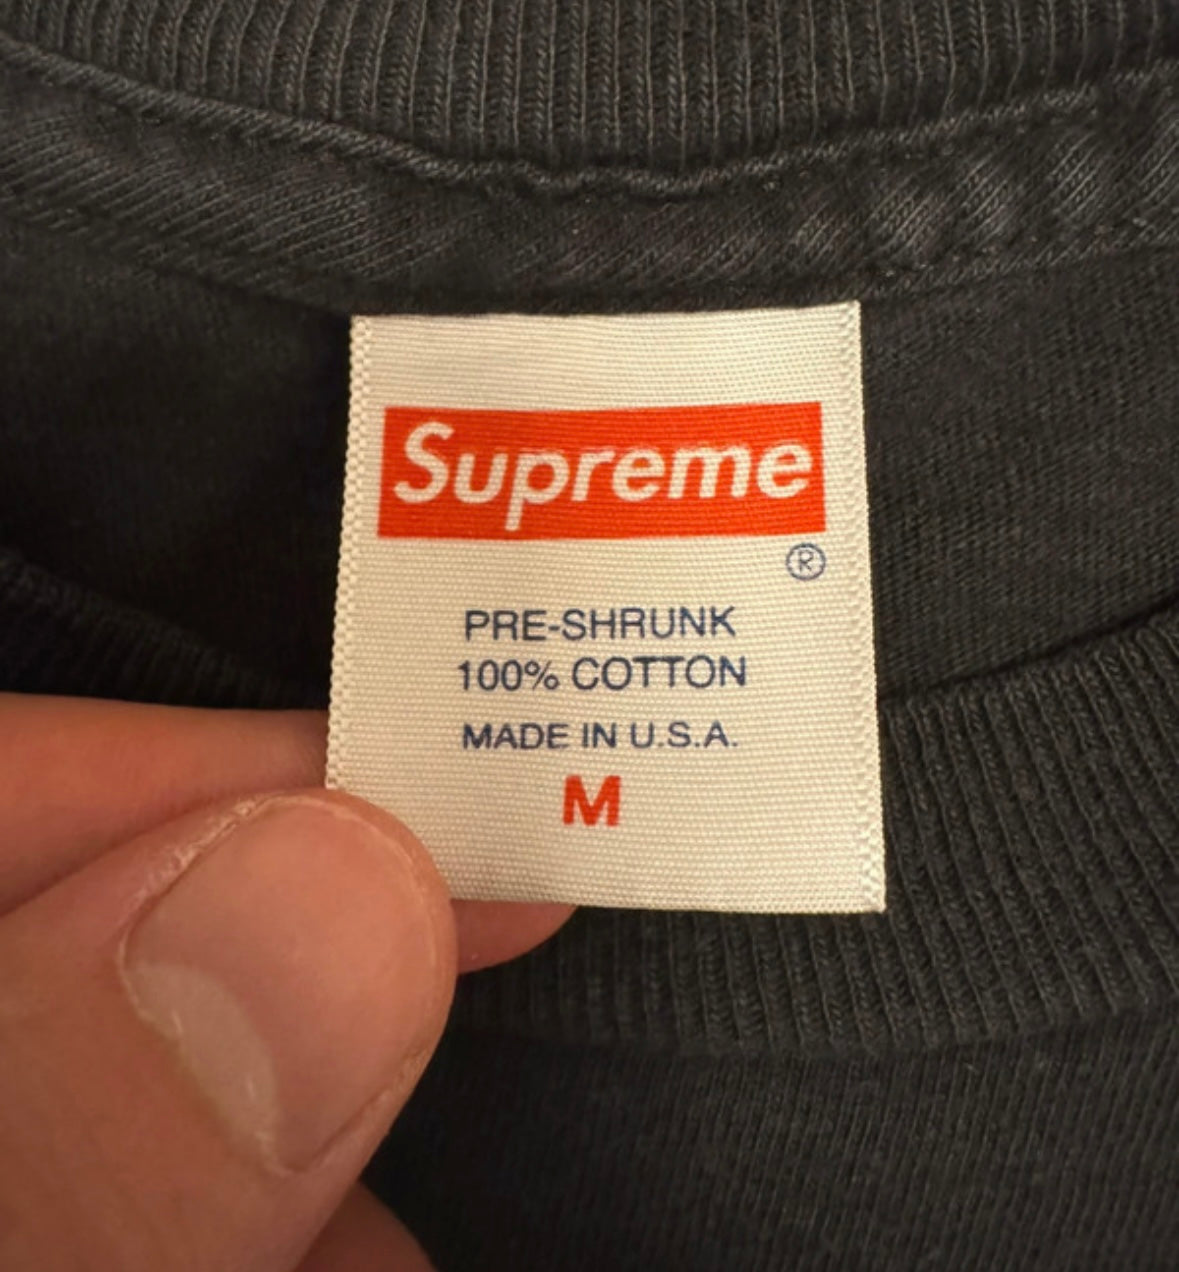 Supreme
®
PRE-SHRUNK
100% COTTON
MADE IN U.S.A.
M